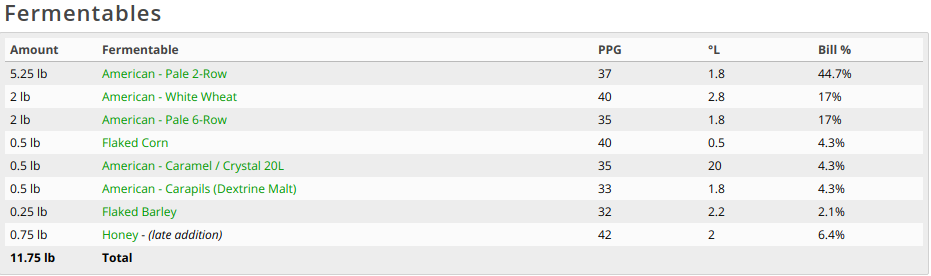 Fermentables
Amount Fermentable PPG °L Bill %
5.25 lb American - Pale 2-Row 37 1.8 44.7%
2 lb American - White Wheat 40 2.8 17%
2 lb American - Pale 6-Row 35 1.8 17%
0.5 lb Flaked Corn 40 0.5 4.3%
0.5 lb American - Caramel / Crystal 20L 35 20 4.3%
0.5 lb American - Carapils (Dextrine Malt) 33 1.8 4.3%
0.25 lb Flaked Barley 32 2.2 2.1%
0.75 lb Honey - (late addition) 42 2 6.4%
11.75 lb Total